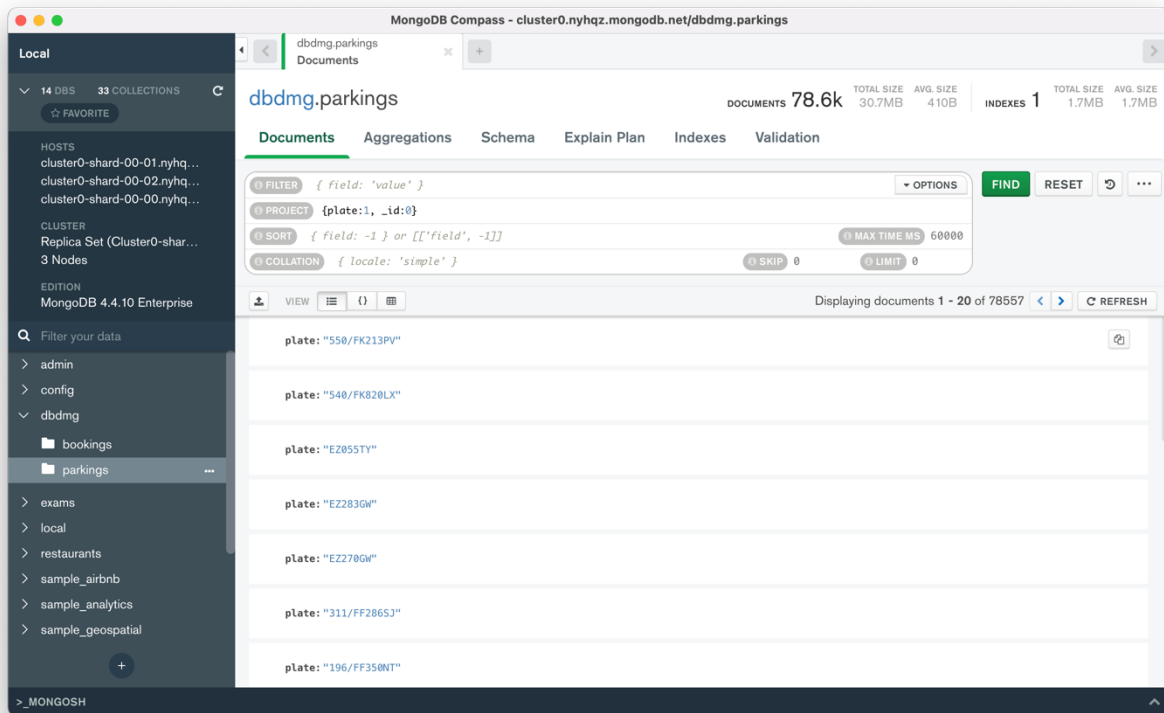 MongoDB Compass - cluster0.nyhqz.mongodb.net/dbdmg.parkings
Local
14 DBS 33 COLLECTIONS
FAVORITE
HOSTS
cluster0-shard-00-01.nyhq...
cluster0-shard-00-02.nyhq...
cluster0-shard-00-00.nyhq...
CLUSTER
Replica Set (Cluster0-shar...
3 Nodes
EDITION
MongoDB 4.4.10 Enterprise
Filter your data
admin
config
dbdmg
bookings
parkings
exams
local
restaurants
sample_airbnb
sample_analytics
sample_geospatial
dbdmg.parkings
Documents
dbdmg.parkings
DOCUMENTS 78.6k TOTAL SIZE 30.7MB AVG. SIZE 410B INDEXES 1 TOTAL SIZE 1.7MB AVG. SIZE 1.7MB
Documents Aggregations Schema Explain Plan Indexes Validation
FILTER { field: 'value' } OPTIONS FIND RESET ...
PROJECT {plate:1, _id:0}
SORT { field: -1 } or [['field', -1]] MAX TIME MS 60000
COLLATION { locale: 'simple' } SKIP 0 LIMIT 0
VIEW {} Displaying documents 1 - 20 of 78557 < > REFRESH
plate: "550/FK213PV"
plate: "540/FK820LX"
plate: "EZ055TY"
plate: "EZ283GW"
plate: "EZ270GW"
plate: "311/FF286SJ"
plate: "196/FF350NT"
>_MONGOSH